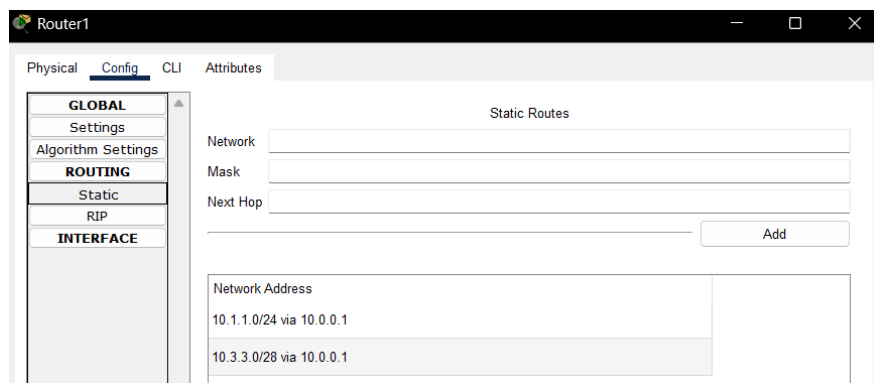 Router1
Physical Config CLI Attributes
GLOBAL
Settings
Algorithm Settings
ROUTING
Static
RIP
INTERFACE
Static Routes
Network
Mask
Next Hop
Add
Network Address
10.1.1.0/24 via 10.0.0.1
10.3.3.0/28 via 10.0.0.1